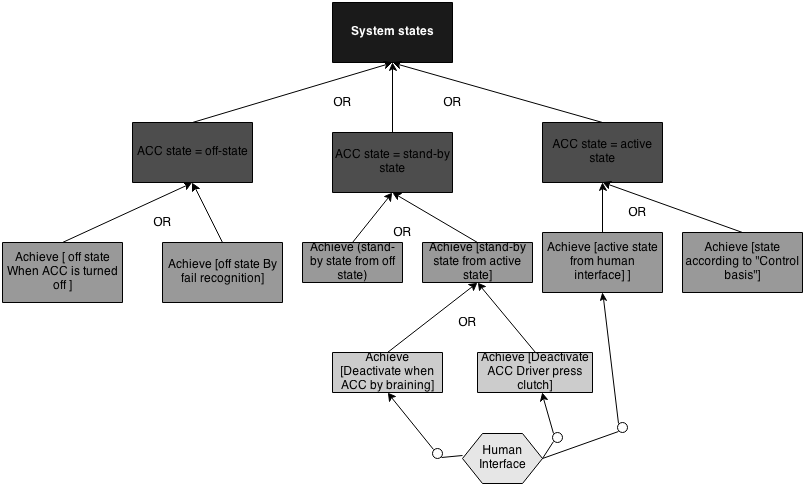 System states
OR
OR
ACC state = off-state
ACC state = stand-by
state
ACC state = active
state
OR
OR
OR
Achieve [ off state
When ACC is turned
off ]
Achieve [off state By
fail recognition]
Achieve (stand-
by state from off
state)
Achieve [stand-by
state from active
state]
Achieve [active state
from human
interface] ]
Achieve [state
according to "Control
basis"]
OR
Achieve
[Deactivate when
ACC by braining]
Achieve [Deactivate
ACC Driver press
clutch]
Human
Interface